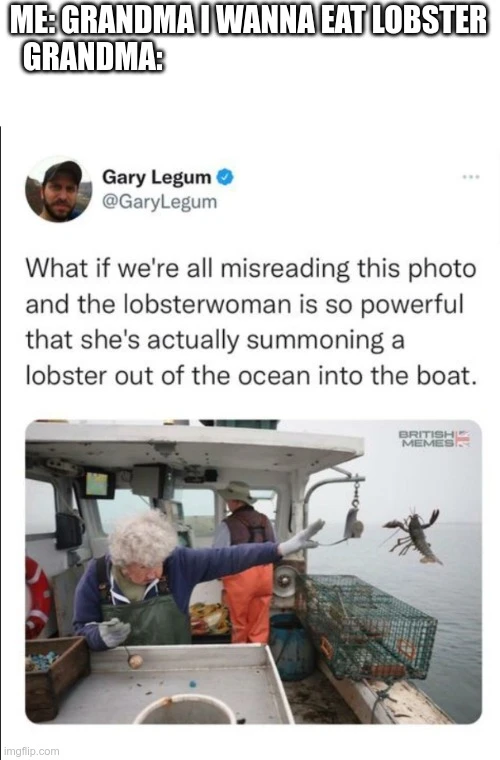 ME: GRANDMA I WANNA EAT LOBSTER
GRANDMA:
Gary Legum
@GaryLegum
What if we're all misreading this photo
and the lobsterwoman is so powerful
that she's actually summoning a
lobster out of the ocean into the boat.
BRITISH
MEMES
imgflip.com